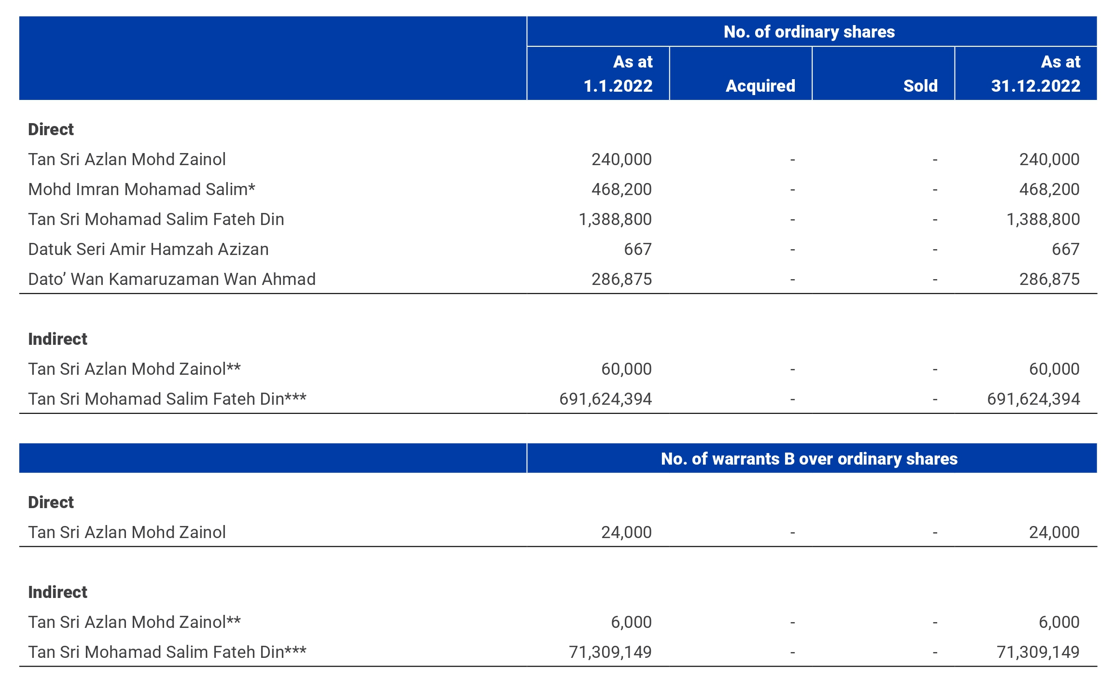 No. of ordinary shares
As at 1.1.2022 Acquired Sold As at 31.12.2022
Direct
Tan Sri Azlan Mohd Zainol 240,000 - - 240,000
Mohd Imran Mohamad Salim* 468,200 - - 468,200
Tan Sri Mohamad Salim Fateh Din 1,388,800 - - 1,388,800
Datuk Seri Amir Hamzah Azizan 667 - - 667
Dato’ Wan Kamaruzaman Wan Ahmad 286,875 - - 286,875
Indirect
Tan Sri Azlan Mohd Zainol** 60,000 - - 60,000
Tan Sri Mohamad Salim Fateh Din*** 691,624,394 - - 691,624,394
No. of warrants B over ordinary shares
Direct
Tan Sri Azlan Mohd Zainol 24,000 - - 24,000
Indirect
Tan Sri Azlan Mohd Zainol** 6,000 - - 6,000
Tan Sri Mohamad Salim Fateh Din*** 71,309,149 - - 71,309,149